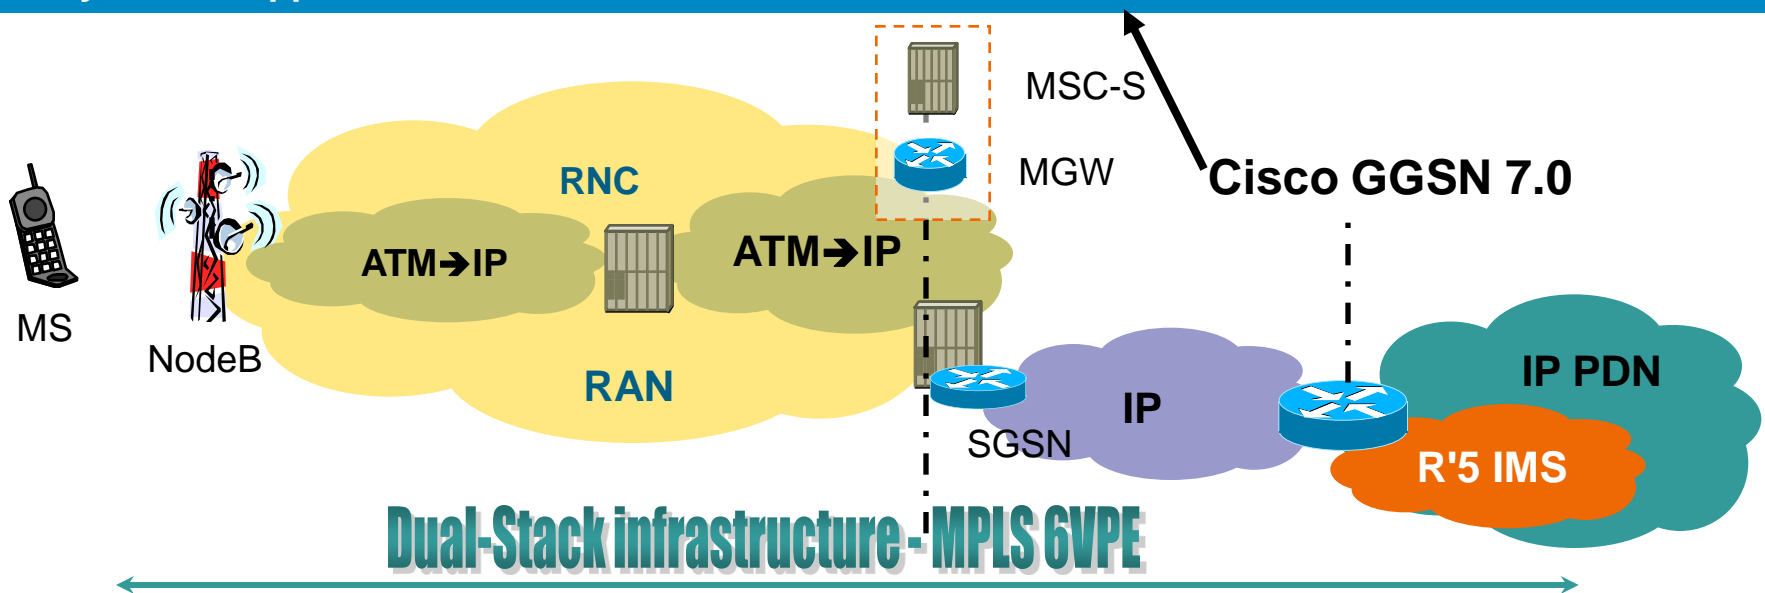 MSC-S
MGW
Cisco GGSN 7.0
RNC
ATM➔IP
ATM➔IP
MS
NodeB
RAN
SGSN
IP
IP PDN
R'5 IMS
Dual-Stack infrastructure - MPLS 6VPE